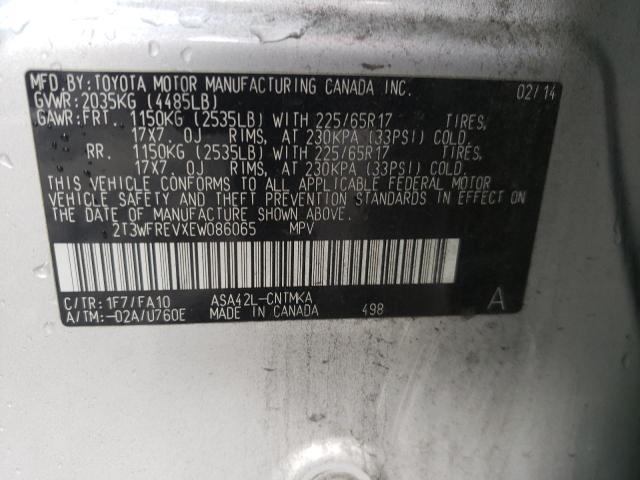 MFD.BY:TOYOTA MOTOR MANUFACTURING CANADA INC. 02/14
GVWR:2035KG (4485LB)
GAWR:FRT. 1150KG (2535LB) WITH 225/65R17 TIRES,
17X7.0J RIMS, AT 230KPA (33PSI) COLD.
RR. 1150KG (2535LB) WITH 225/65R17 TIRES,
17X7.0J RIMS, AT 230KPA (33PSI) COLD.
THIS VEHICLE CONFORMS TO ALL APPLICABLE FEDERAL MOTOR
VEHICLE SAFETY AND THEFT PREVENTION STANDARDS IN EFFECT ON
THE DATE OF MANUFACTURE SHOWN ABOVE.
2T3WFREVXEW086065 MPV
C/TR:1F7/FA10 ASA42L-CNTMKA A
A/TM:-02A/U760E MADE IN CANADA 498